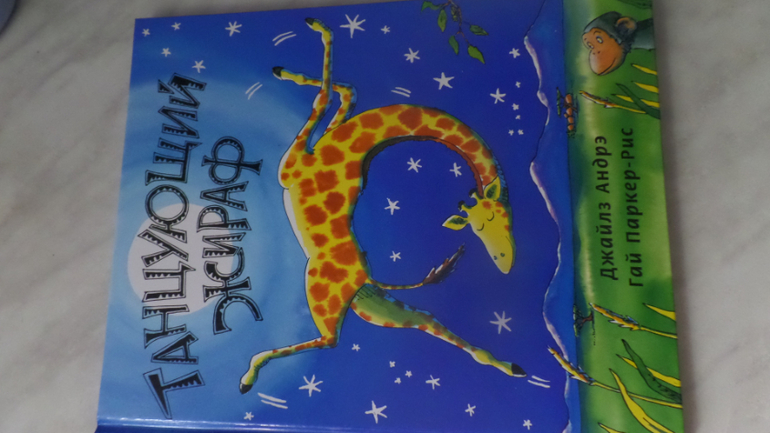 ТАНЦУЮЩИЙ
ЖИРАФ
Джайлз Андрэ
Гай Паркер-Рис